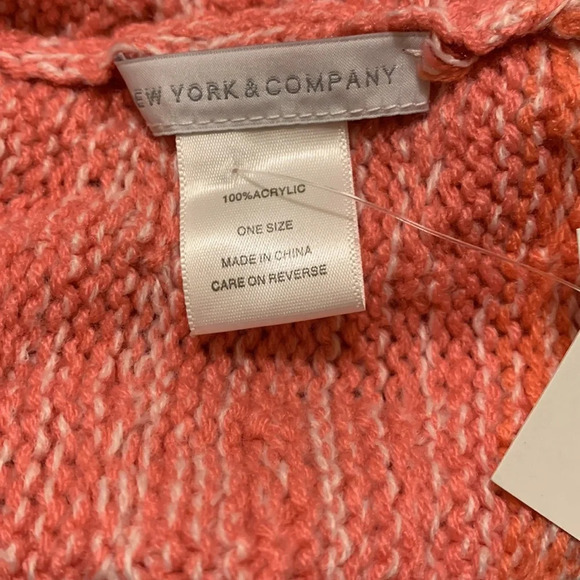 EW YORK & COMPANY
100%ACRYLIC
ONE SIZE
MADE IN CHINA
CARE ON REVERSE